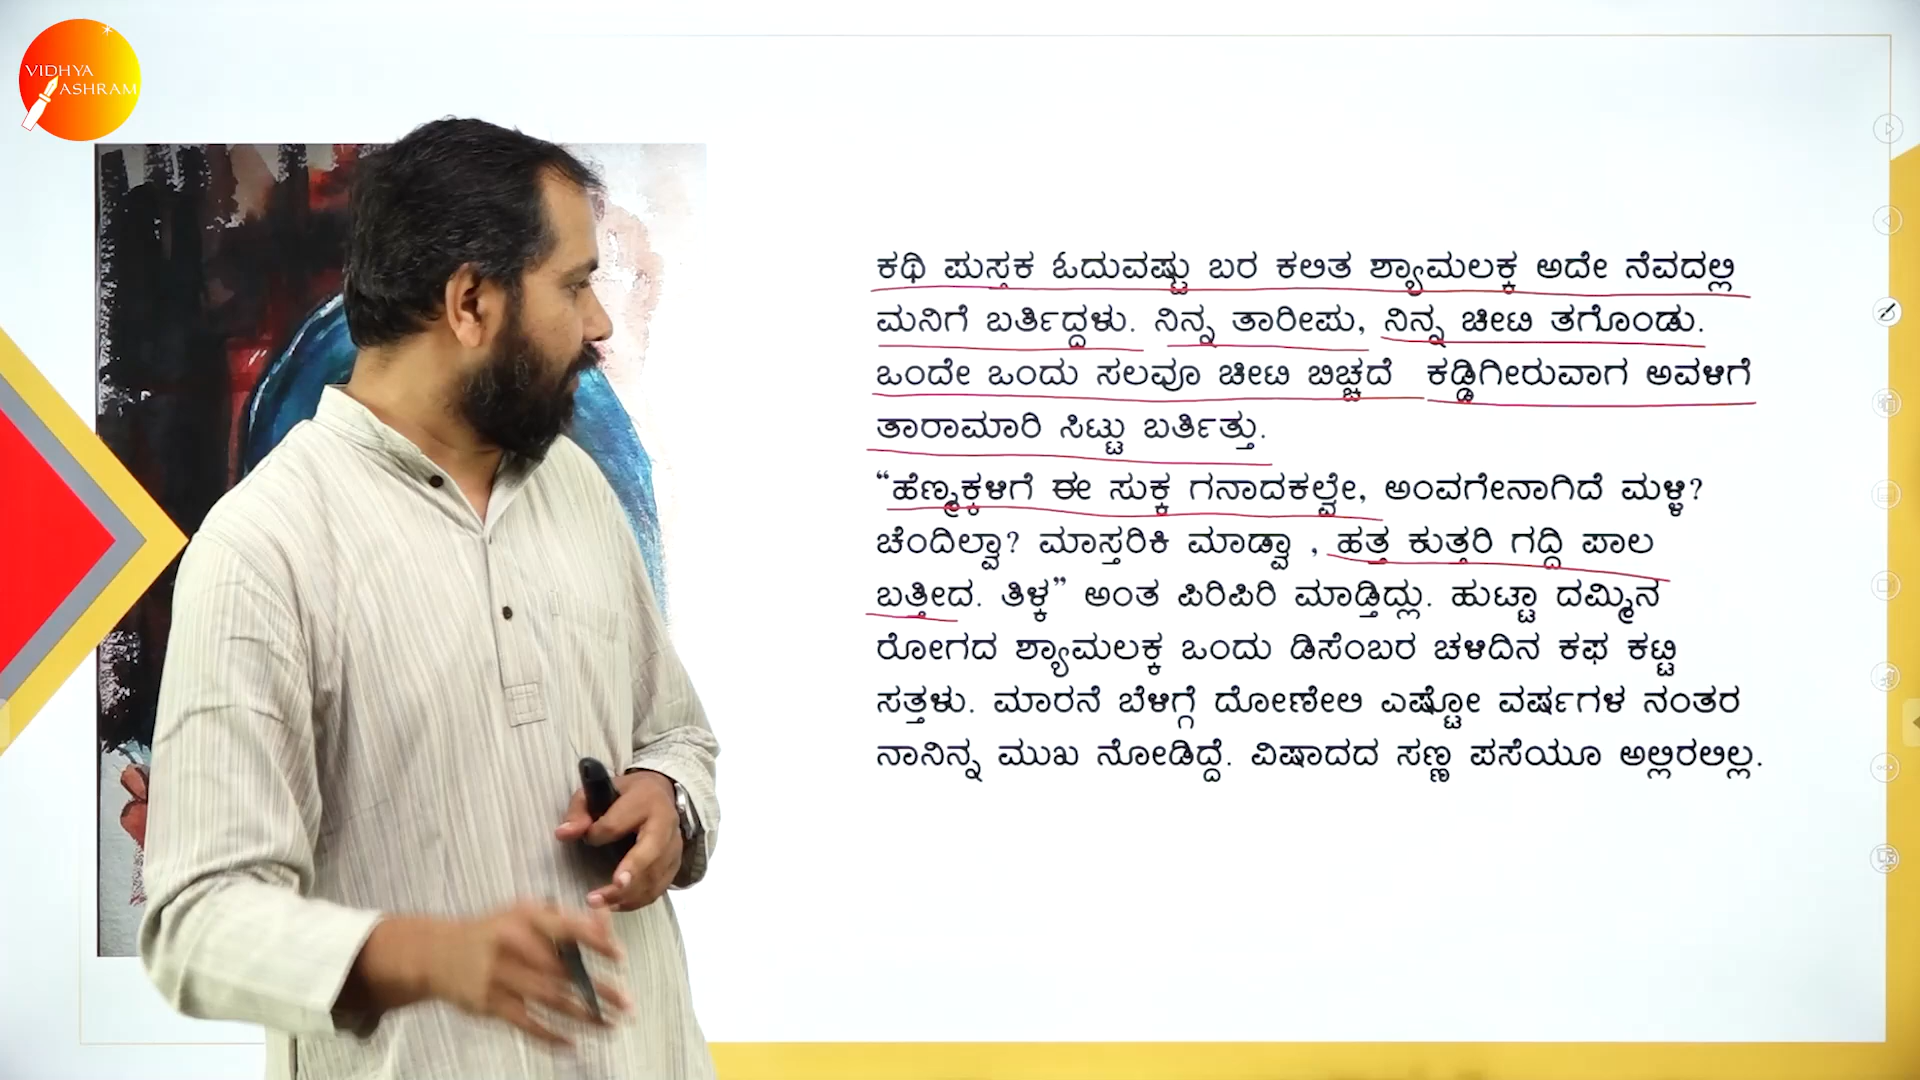 VIDHYA
ASHRAM
ಕಥಿ ಪುಸ್ತಕ ಓದುವಷ್ಟು ಬರ ಕಲಿತ ಶ್ಯಾಮಲಕ್ಕ ಅದೇ ನೆವದಲ್ಲಿ
ಮನಿಗೆ ಬರ್ತಿದ್ದಳು. ನಿನ್ನ ತಾರೀಪು, ನಿನ್ನ ಚೀಟಿ ತಗೊಂಡು.
ಒಂದೇ ಒಂದು ಸಲವೂ ಚೀಟಿ ಬಿಚ್ಚದೆ ಕಡ್ಡಿಗೀರುವಾಗ ಅವಳಿಗೆ
ತಾರಾಮಾರಿ ಸಿಟ್ಟು ಬರ್ತಿತ್ತು.
“ಹೆಣ್ಮಕ್ಕಳಿಗೆ ಈ ಸುಕ್ಕ ಗನಾದಕಲ್ವೇ, ಅಂವಗೇನಾಗಿದೆ ಮಳ್ಳಿ?
ಚೆಂದಿಲ್ವಾ? ಮಾಸ್ತರಿಕಿ ಮಾಡ್ವಾ , ಹತ್ತ ಕುತ್ತರಿ ಗದ್ದಿ ಪಾಲ
ಬತ್ತೀದ. ತಿಳ್ಕ” ಅಂತ ಪಿರಿಪಿರಿ ಮಾಡ್ತಿದ್ಲು. ಹುಟ್ಟಾ ದಮ್ಮಿನ
ರೋಗದ ಶ್ಯಾಮಲಕ್ಕ ಒಂದು ಡಿಸೆಂಬರ ಚಳಿದಿನ ಕಫ ಕಟ್ಟಿ
ಸತ್ತಳು. ಮಾರನೆ ಬೆಳಿಗ್ಗೆ ದೋಣೇಲಿ ಎಷ್ಟೋ ವರ್ಷಗಳ ನಂತರ
ನಾನಿನ್ನ ಮುಖ ನೋಡಿದ್ದೆ. ವಿಷಾದದ ಸಣ್ಣ ಪಸೆಯೂ ಅಲ್ಲಿರಲಿಲ್ಲ.